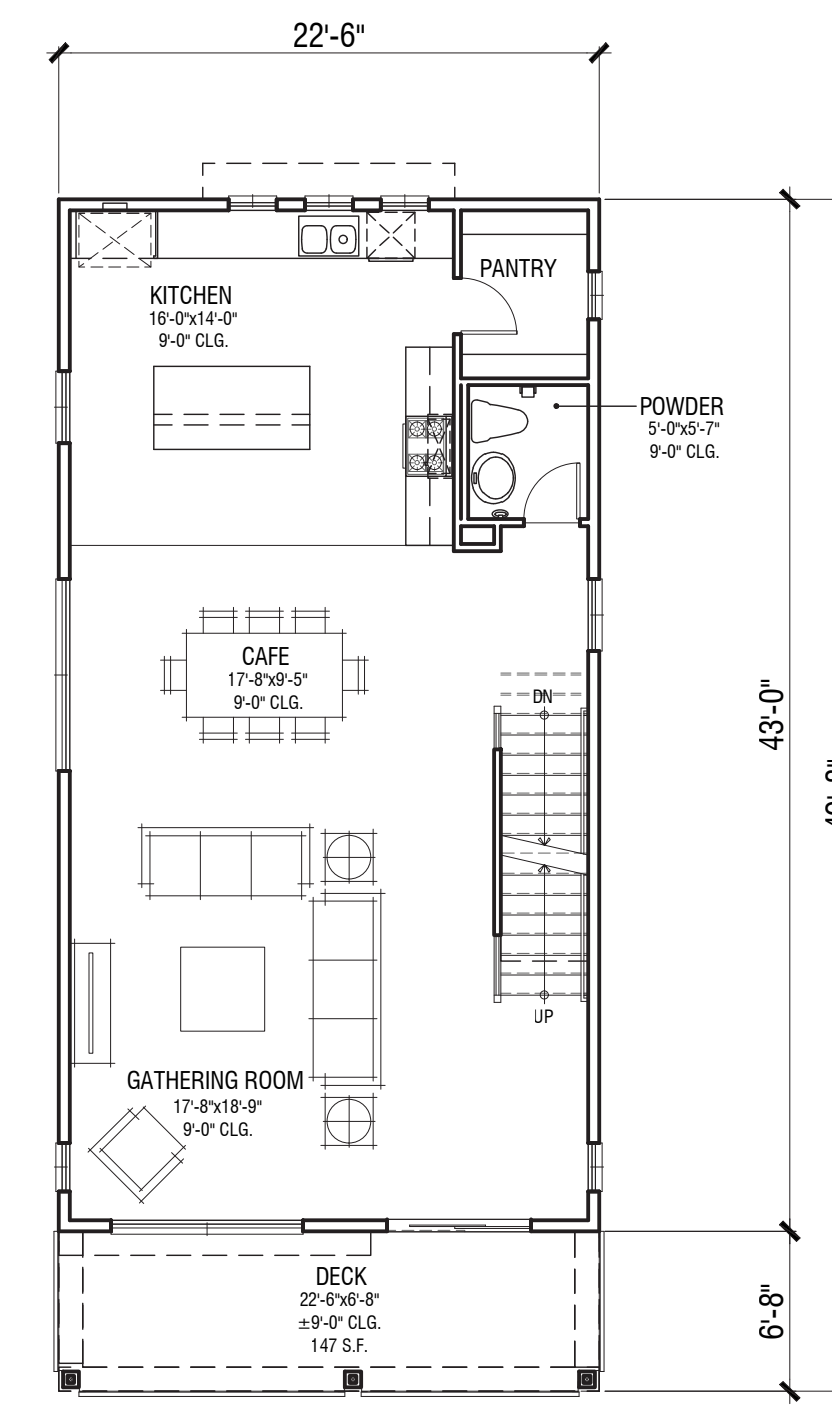 22'-6"
PANTRY
KITCHEN
16'-0"x14'-0"
9'-0" CLG.
POWDER
5'-0"x5'-7"
9'-0" CLG.
CAFE
17'-8"x9'-5"
9'-0" CLG.
DN
43'-0"
UP
GATHERING ROOM
17'-8"x18'-9"
9'-0" CLG.
DECK
22'-6"x6'-8"
±9'-0" CLG.
147 S.F.
6'-8"